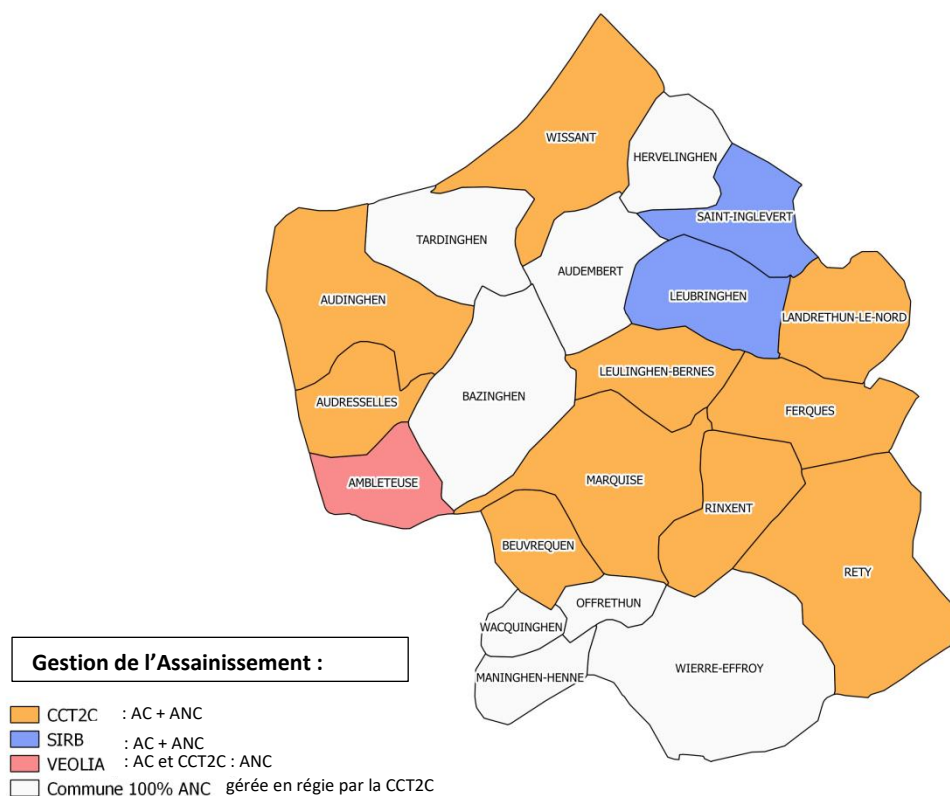 WISSANT
HERVELINGHEN
SAINT-INGLEVERT
TARDINGHEN
AUDEMBERT
LEUBRINGHEN
AUDINGHEN
LANDRETHUN-LE-NORD
LEULINGHEN-BERNES
BAZINGHEN
AUDRESSELLES
FERQUES
AMBLETEUSE
MARQUISE
RINXENT
BEUVREQUEN
RETY
OFFRETHUN
WACQUINGHEN
WIERRE-EFFROY
MANINGHEN-HENNE
Gestion de l’Assainissement :
CCT2C : AC + ANC
SIRB : AC + ANC
VEOLIA : AC et CCT2C : ANC
Commune 100% ANC gérée en régie par la CCT2C